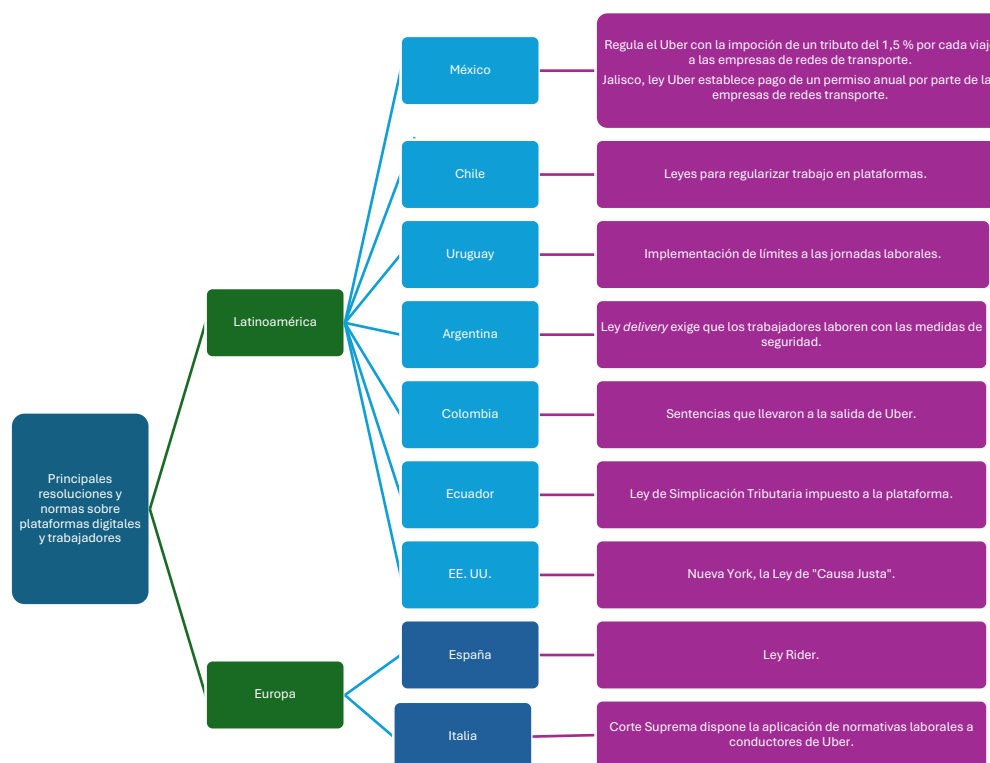 México
Regula el Uber con la impoción de un tributo del 1,5 % por cada viaj
a las empresas de redes de transporte.
Jalisco, ley Uber establece pago de un permiso anual por parte de la
empresas de redes transporte.
Chile
Leyes para regularizar trabajo en plataformas.
Uruguay
Implementación de límites a las jornadas laborales.
Latinoamérica
Argentina
Ley delivery exige que los trabajadores laboren con las medidas de
seguridad.
Colombia
Sentencias que llevaron a la salida de Uber.
Principales
resoluciones y
normas sobre
plataformas digitales
y trabajadores
Ecuador
Ley de Simplicación Tributaria impuesto a la plataforma.
EE. UU.
Nueva York, la Ley de "Causa Justa".
Europa
España
Ley Rider.
Italia
Corte Suprema dispone la aplicación de normativas laborales a
conductores de Uber.